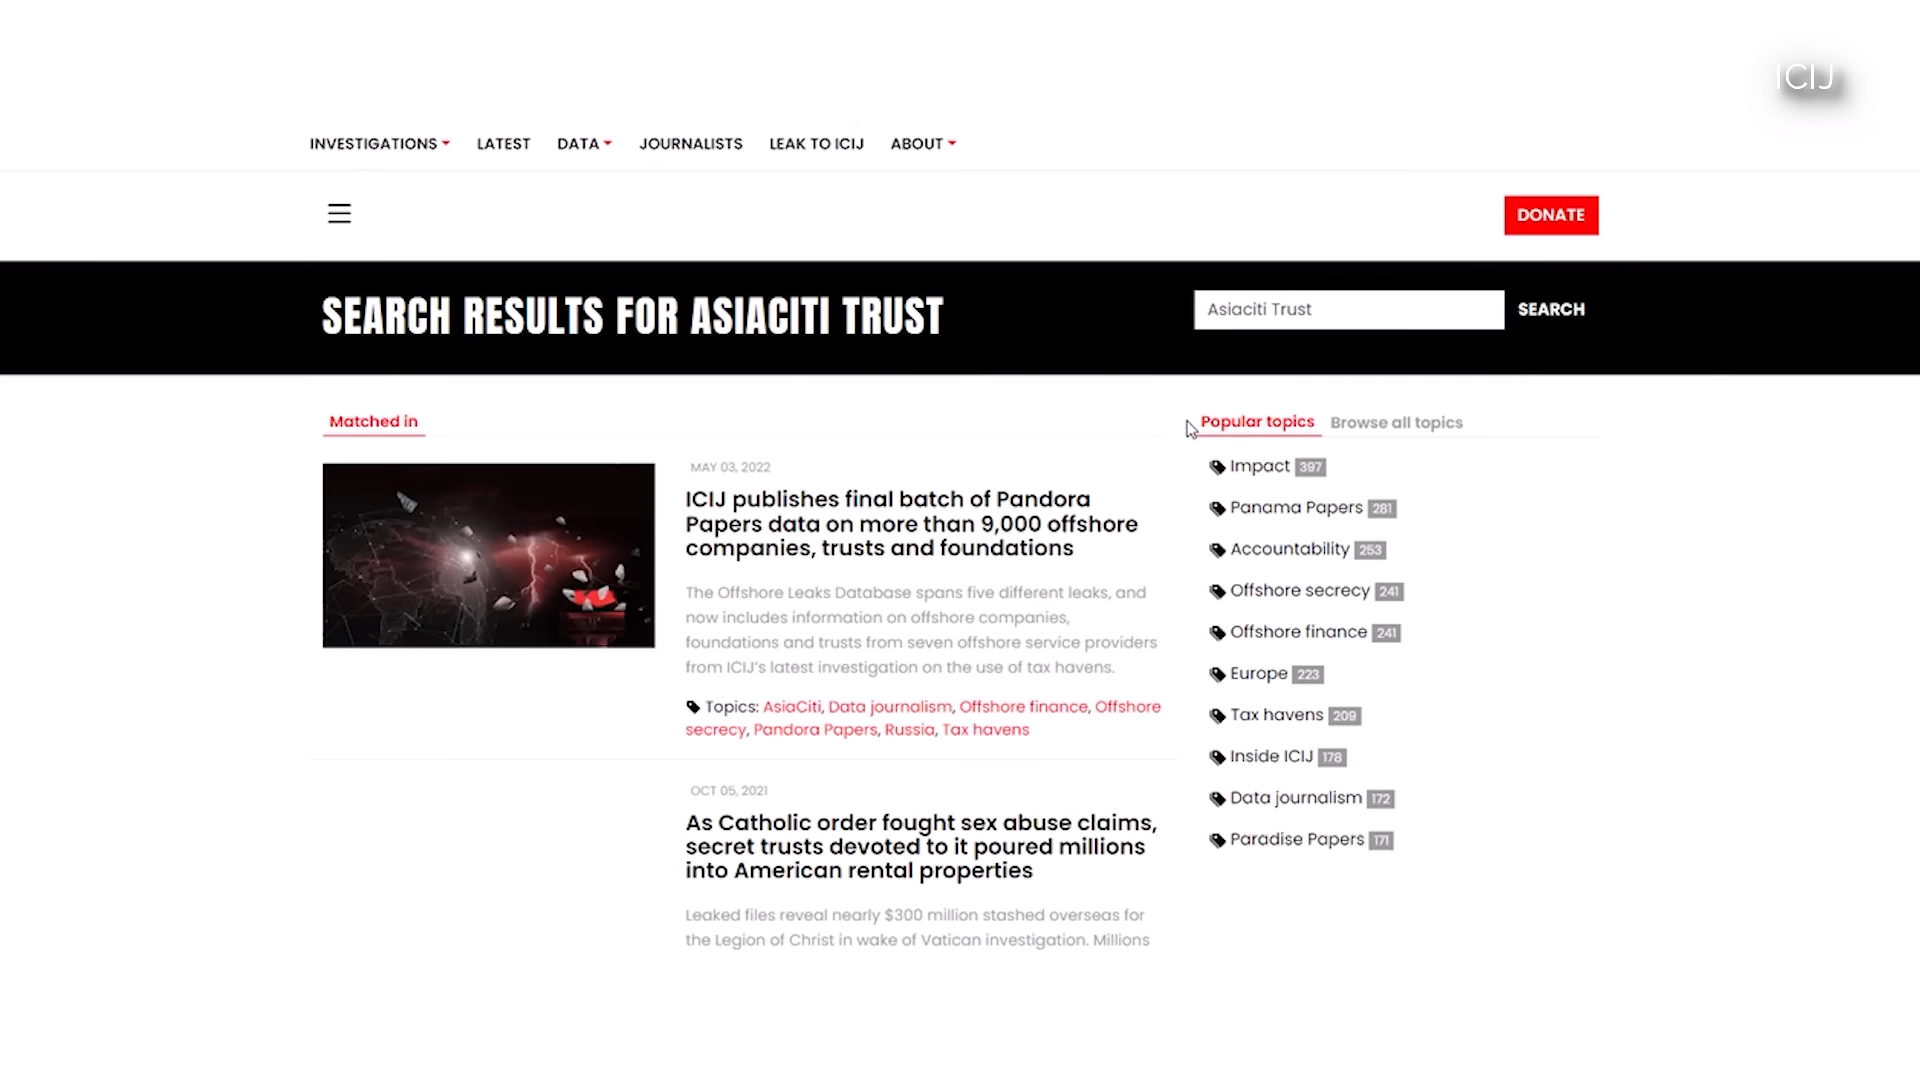 ICIJ
INVESTIGATIONS LATEST DATA JOURNALISTS LEAK TO ICIJ ABOUT
DONATE
SEARCH RESULTS FOR ASIACITI TRUST
Asiaciti Trust SEARCH
Matched in
MAY 03, 2022
ICIJ publishes final batch of Pandora
Papers data on more than 9,000 offshore
companies, trusts and foundations
The Offshore Leaks Database spans five different leaks, and
now includes information on offshore companies,
foundations and trusts from seven offshore service providers
from ICIJ's latest investigation on the use of tax havens.
Topics: AsiaCiti, Data journalism, Offshore finance, Offshore
secrecy, Pandora Papers, Russia, Tax havens
OCT 05, 2021
As Catholic order fought sex abuse claims,
secret trusts devoted to it poured millions
into American rental properties
Leaked files reveal nearly $300 million stashed overseas for
the Legion of Christ in wake of Vatican investigation. Millions
Popular topics Browse all topics
Impact 397
Panama Papers 281
Accountability 253
Offshore secrecy 241
Offshore finance 241
Europe 223
Tax havens 209
Inside ICIJ 178
Data journalism 172
Paradise Papers 171